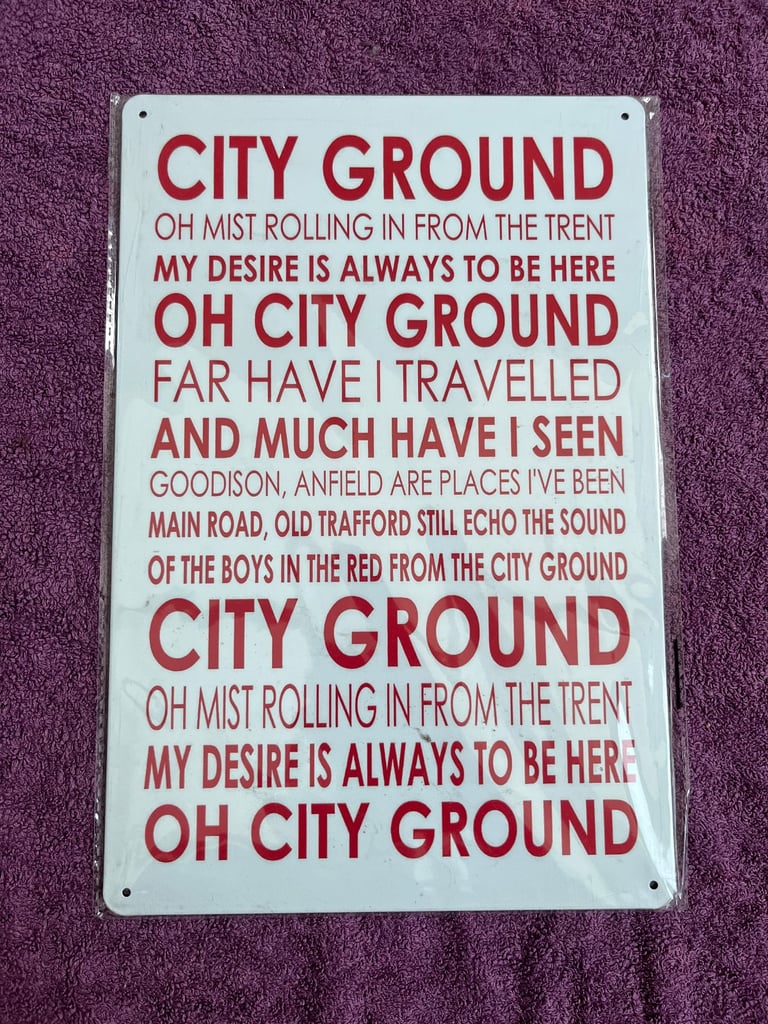 CITY GROUND
OH MIST ROLLING IN FROM THE TRENT
MY DESIRE IS ALWAYS TO BE HERE
OH CITY GROUND
FAR HAVE I TRAVELLED
AND MUCH HAVE I SEEN
GOODISON, ANFIELD ARE PLACES I'VE BEEN
MAIN ROAD, OLD TRAFFORD STILL ECHO THE SOUND
OF THE BOYS IN THE RED FROM THE CITY GROUND
CITY GROUND
OH MIST ROLLING IN FROM THE TRENT
MY DESIRE IS ALWAYS TO BE HERE
OH CITY GROUND